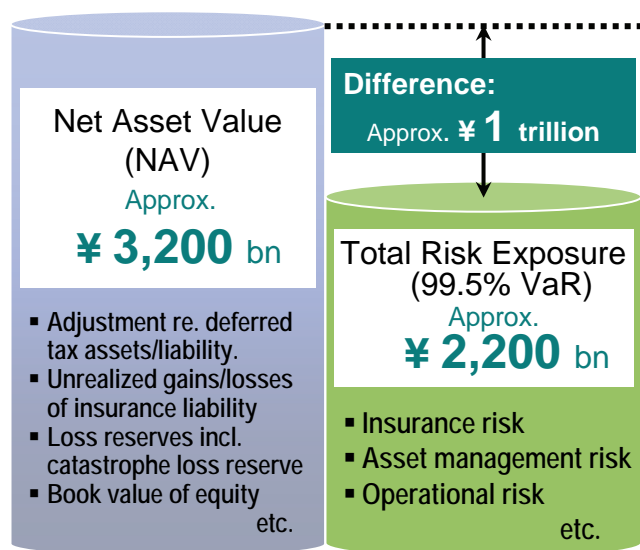 Net Asset Value
(NAV)
Approx.
¥ 3,200 bn
▪ Adjustment re. deferred
tax assets/liability.
▪ Unrealized gains/losses
of insurance liability
▪ Loss reserves incl.
catastrophe loss reserve
▪ Book value of equity
etc.
Difference:
Approx. ¥ 1 trillion
Total Risk Exposure
(99.5% VaR)
Approx.
¥ 2,200 bn
▪ Insurance risk
▪ Asset management risk
▪ Operational risk
etc.